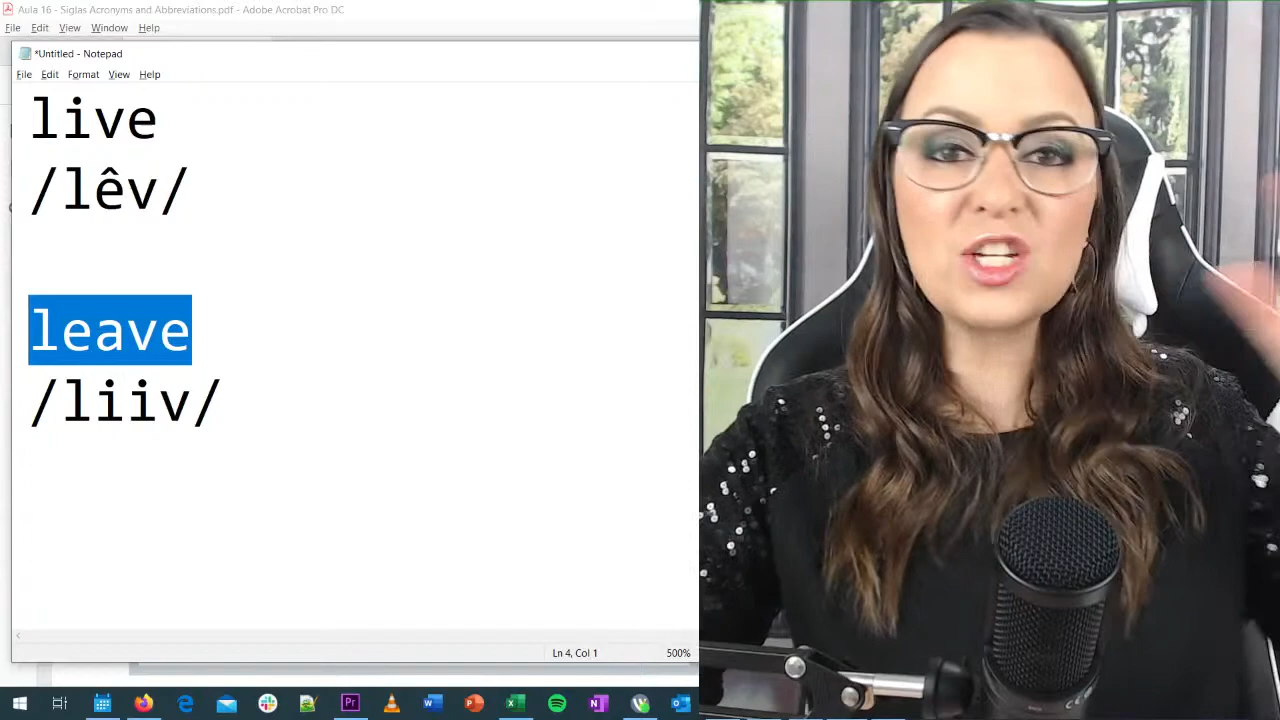 Aula 16 - Siglas Acronyms and Abbreviations.pdf - Adobe Acrobat Pro DC
File Edit View Window Help
*Untitled - Notepad
File Edit Format View Help
live
/lêv/
leave
/liiv/
Ln 4, Col 1 500%